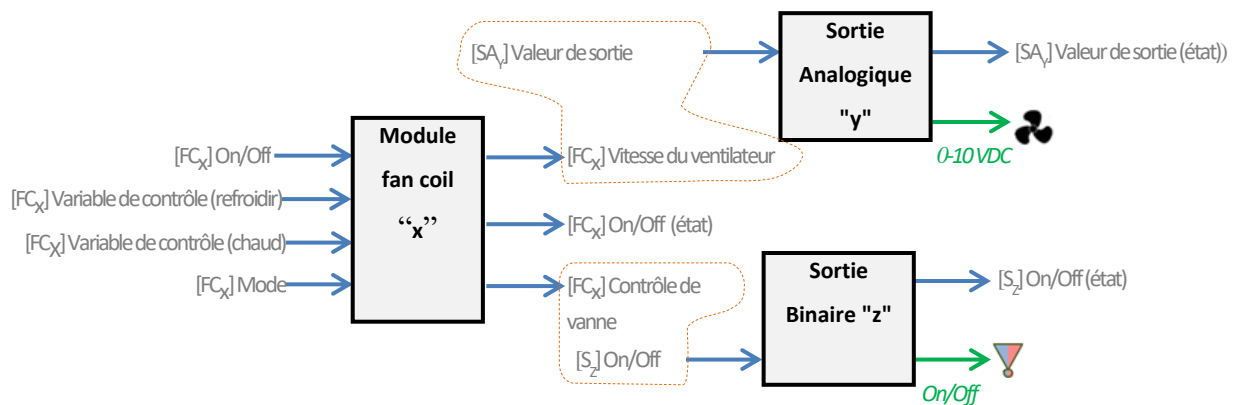 [SAY] Valeur de sortie
Sortie
Analogique
"y"
[SAY] Valeur de sortie (état))
0-10 VDC
Module
fan coil
“x”
[FCX] On/Off
[FCX] Variable de contrôle (refroidir)
[FCX] Variable de contrôle (chaud)
[FCX] Mode
[FCX] Vitesse du ventilateur
[FCX] On/Off (état)
[FCX] Contrôle de
vanne
[SZ] On/Off
Sortie
Binaire "z"
[SZ] On/Off (état)
On/Off